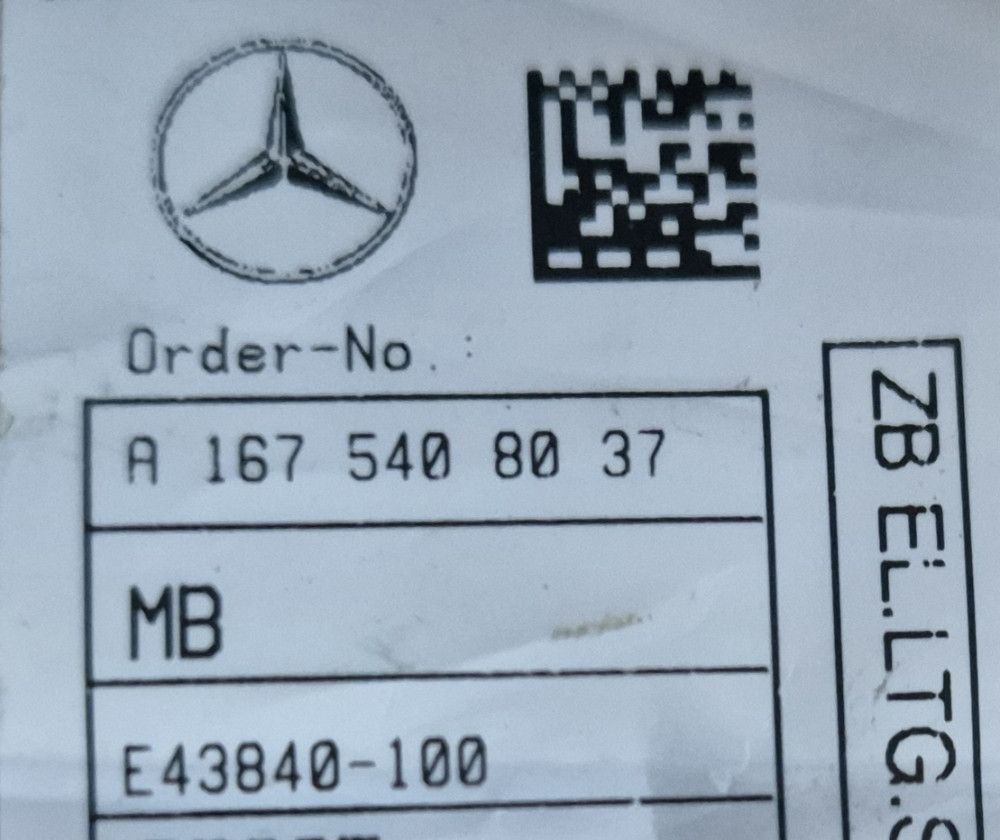 Order-No. :
A 167 540 80 37
MB
E43840-100
ZB EL.LTG.S